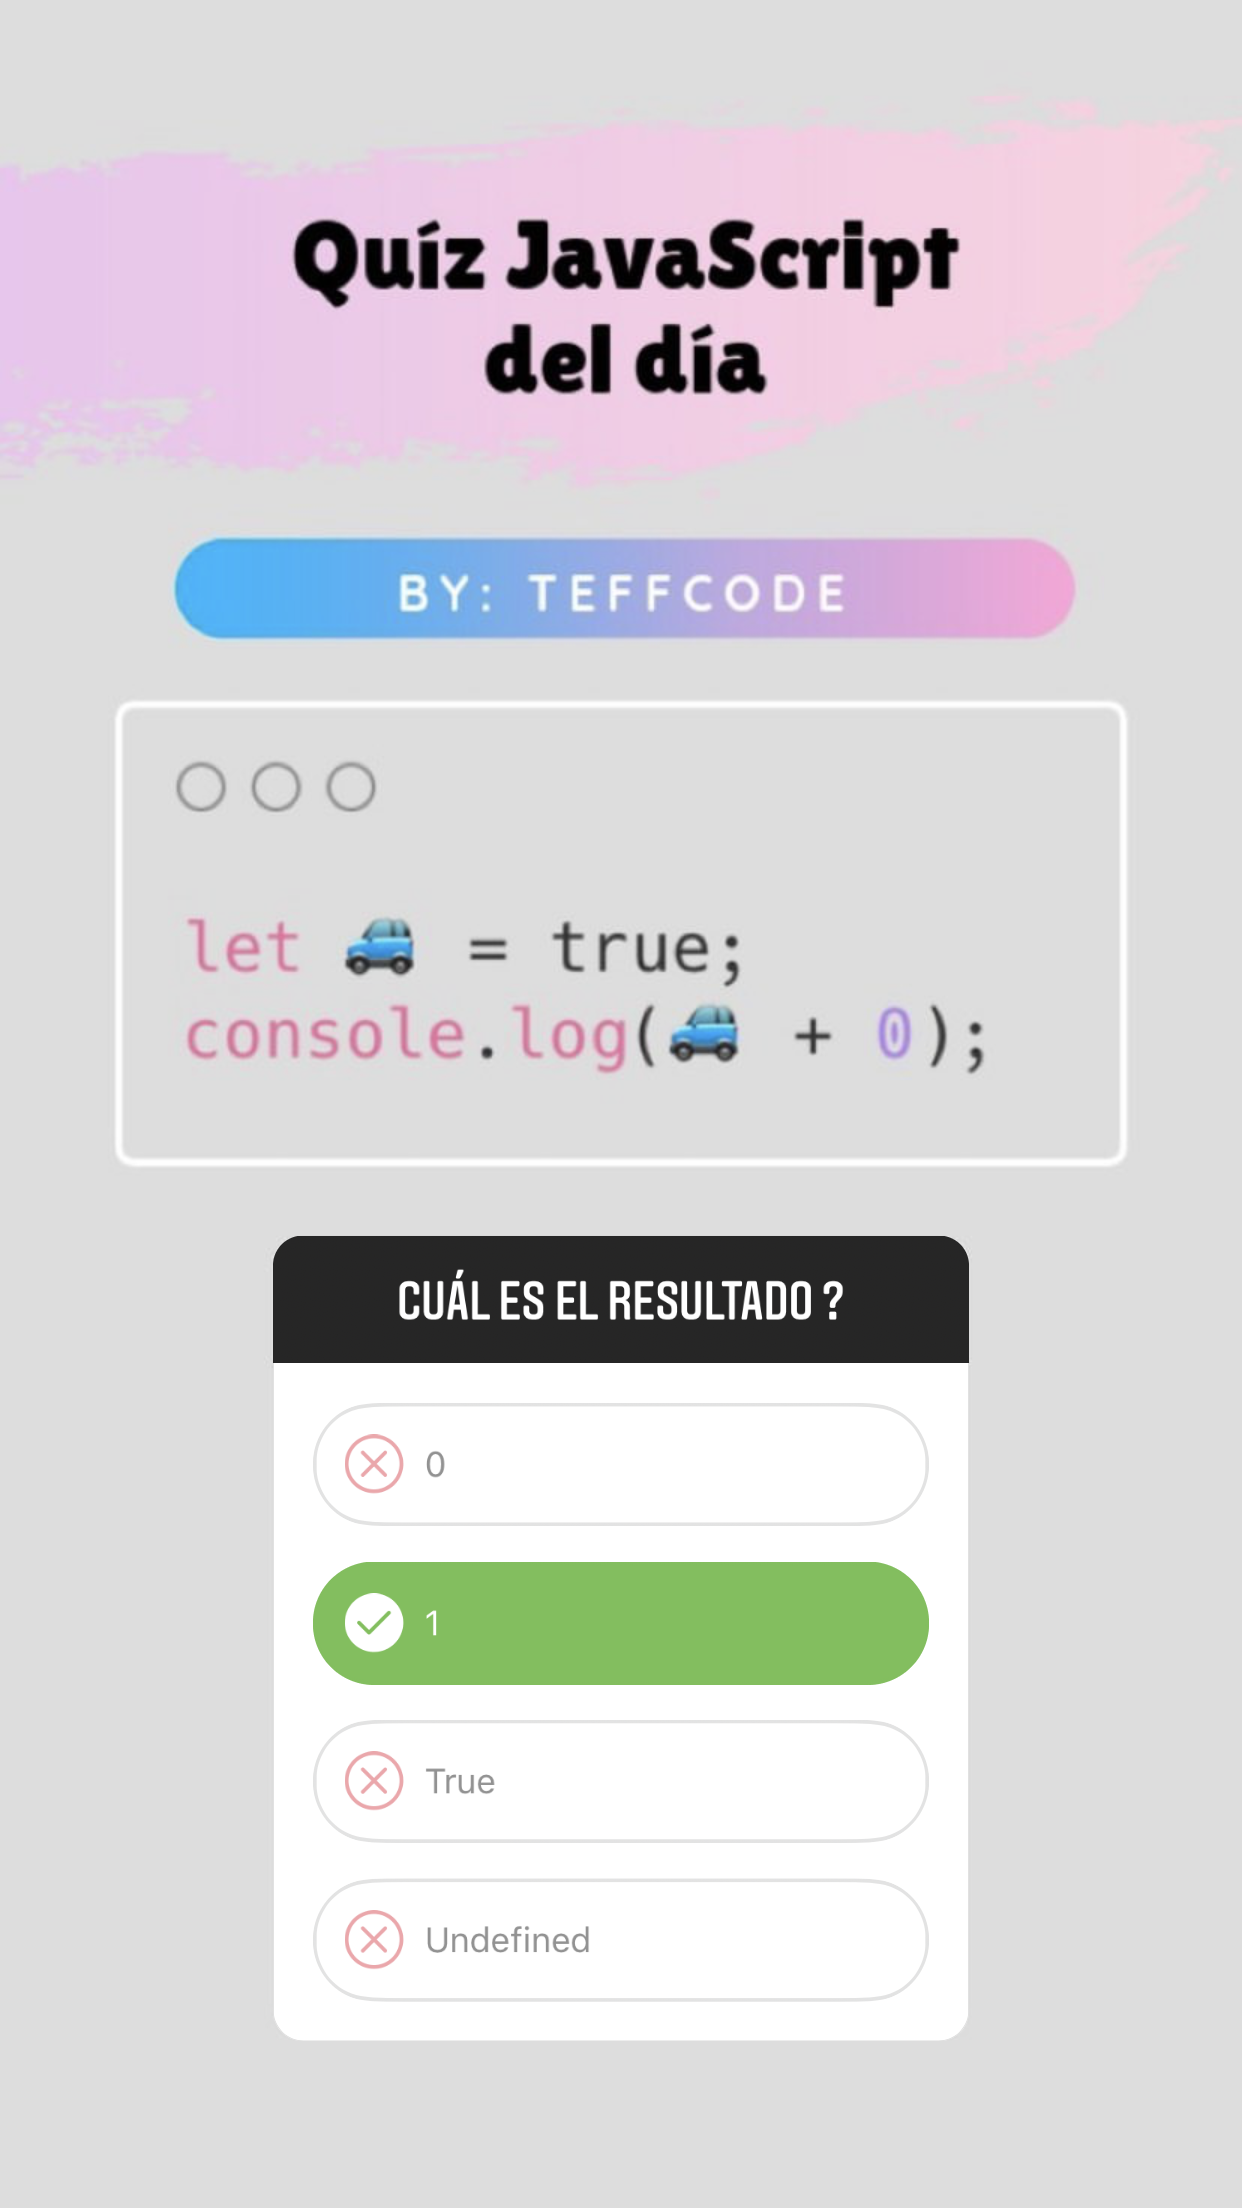 Quíz JavaScript
del día
BY: TEFFCODE
let 🚙 = true;
console.log(🚙 + 0);
CUÁL ES EL RESULTADO ?
0
1
True
Undefined